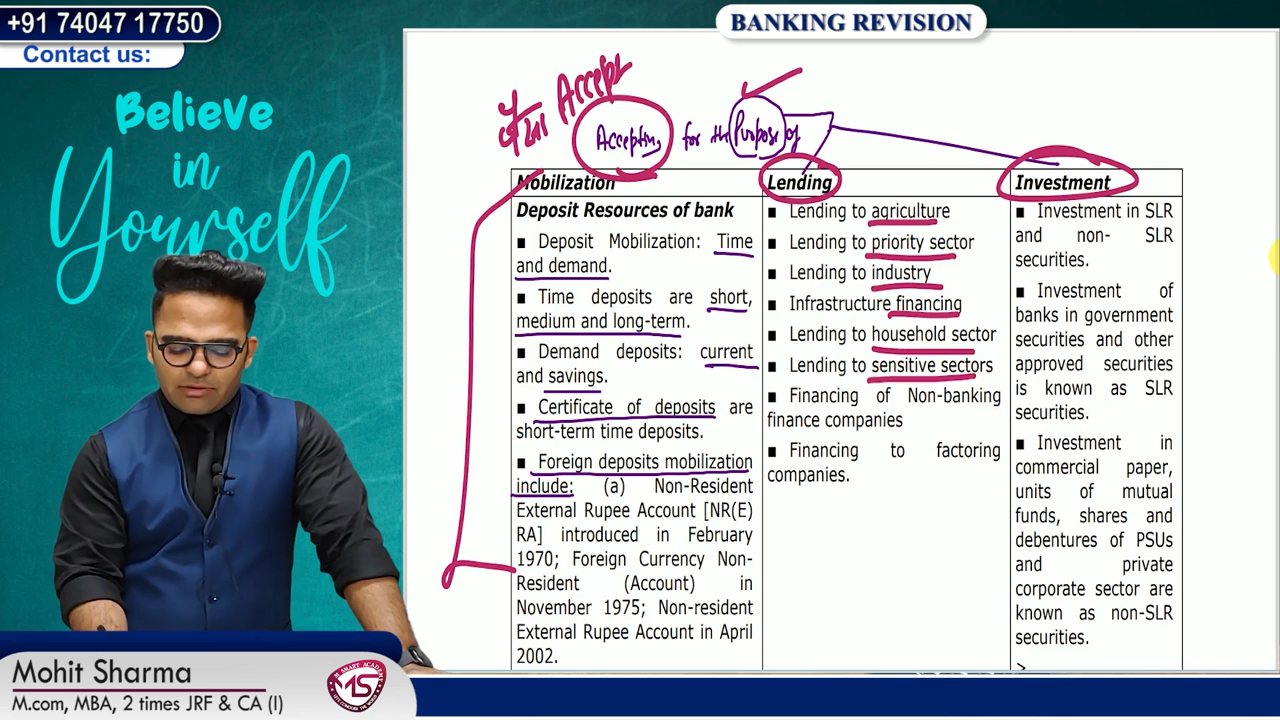 +91 74047 17750
Contact us:
BANKING REVISION
Believe
in
Yourself
Accept
Accepting for the Purpose of
Mobilization
Deposit Resources of bank
■ Deposit Mobilization: Time
and demand.
■ Time deposits are short,
medium and long-term.
■ Demand deposits: current
and savings.
■ Certificate of deposits are
short-term time deposits.
■ Foreign deposits mobilization
include: (a) Non-Resident
External Rupee Account [NR(E)
RA] introduced in February
1970; Foreign Currency Non-
Resident (Account) in
November 1975; Non-resident
External Rupee Account in April
2002.
Lending
■ Lending to agriculture
■ Lending to priority sector
■ Lending to industry
■ Infrastructure financing
■ Lending to household sector
■ Lending to sensitive sectors
■ Financing of Non-banking
finance companies
■ Financing to factoring
companies.
Investment
■ Investment in SLR
and non- SLR
securities.
■ Investment of
banks in government
securities and other
approved securities
is known as SLR
securities.
■ Investment in
commercial paper,
units of mutual
funds, shares and
debentures of PSUs
and private
corporate sector are
known as non-SLR
securities.
>
Mohit Sharma
M.com, MBA, 2 times JRF & CA (I)